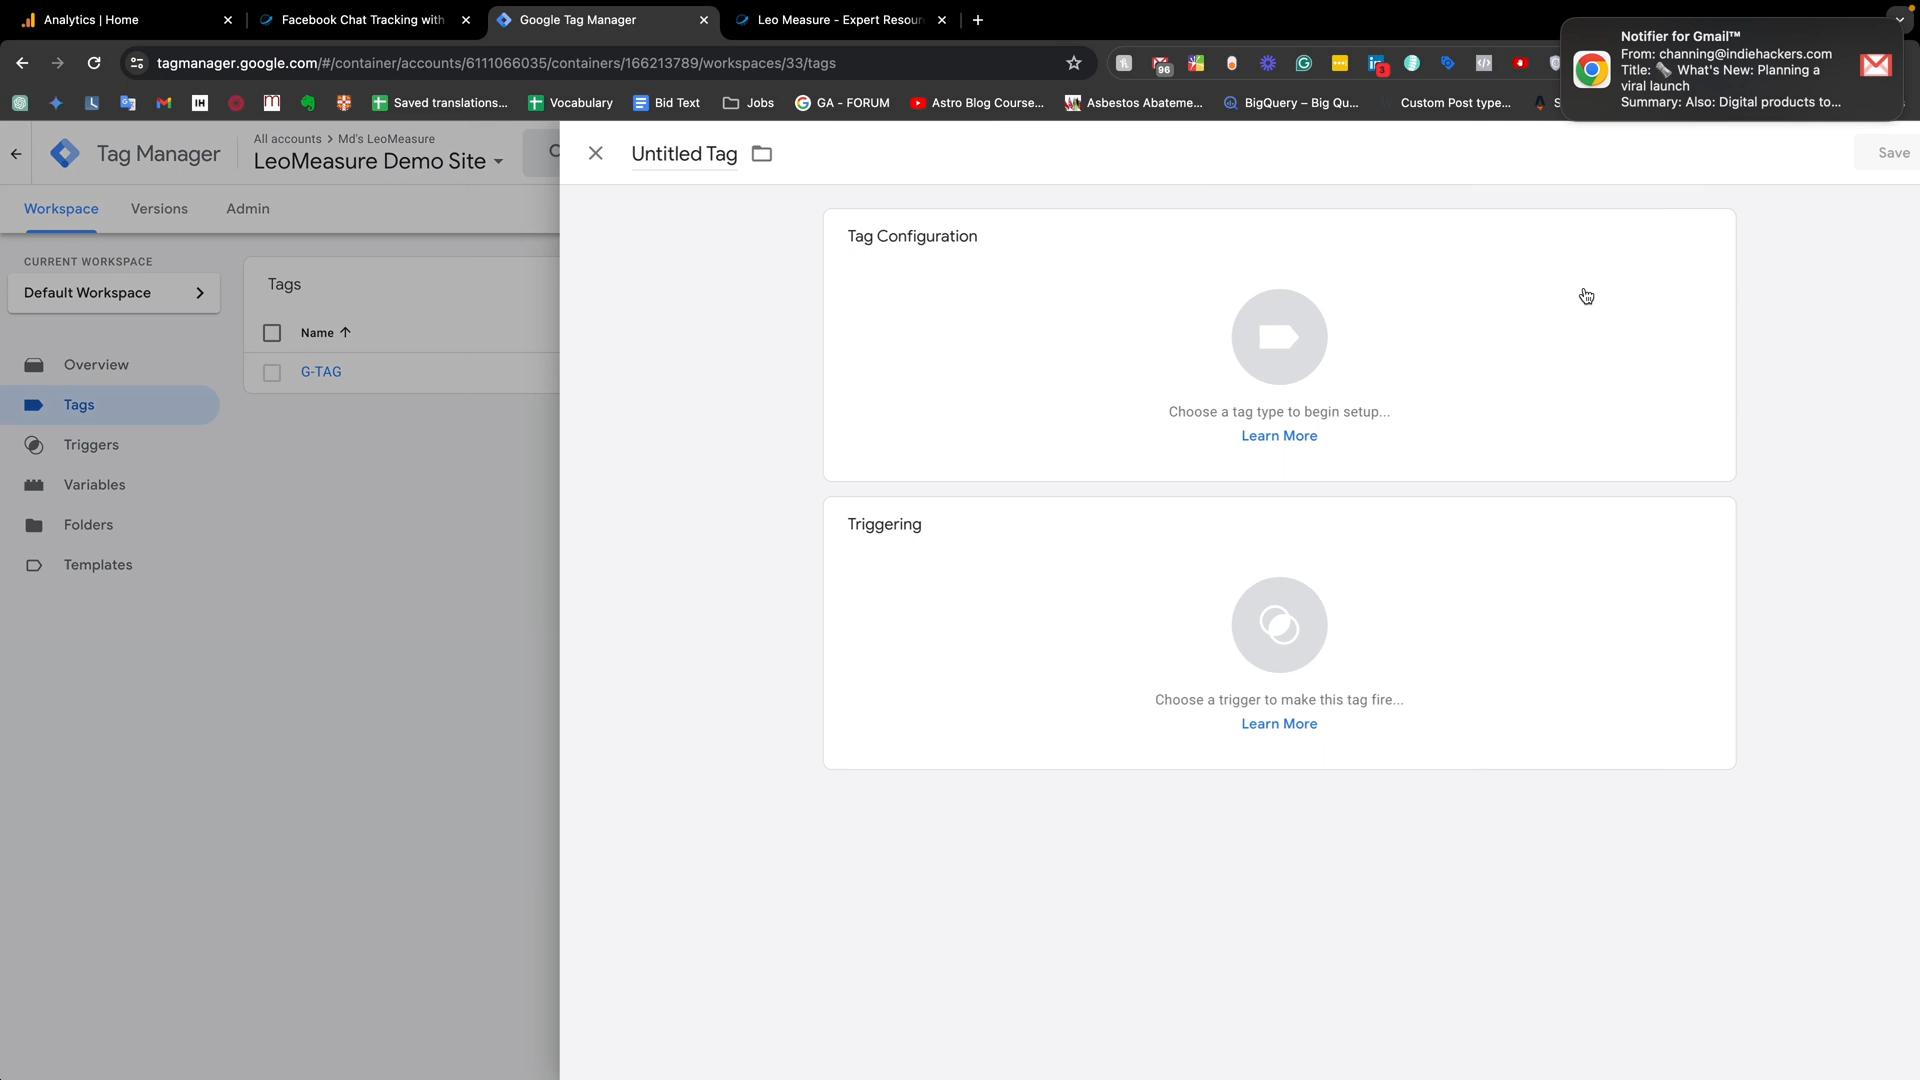 Analytics | Home
Facebook Chat Tracking with
Google Tag Manager
Leo Measure - Expert Resour
tagmanager.google.com/#/container/accounts/6111066035/containers/166213789/workspaces/33/tags
96
3
Notifier for Gmail™
From: channing@indiehackers.com
Title: 🗞 What's New: Planning a
viral launch
Summary: Also: Digital products to...
IH
Saved translations...
Vocabulary
Bid Text
Jobs
GA - FORUM
Astro Blog Course...
Asbestos Abateme...
BigQuery – Big Qu...
Custom Post type...
S
Tag Manager
All accounts > Md's LeoMeasure
LeoMeasure Demo Site
Untitled Tag
Save
Workspace
Versions
Admin
CURRENT WORKSPACE
Default Workspace
Overview
Tags
Triggers
Variables
Folders
Templates
Tags
Name
G-TAG
Tag Configuration
Choose a tag type to begin setup...
Learn More
Triggering
Choose a trigger to make this tag fire...
Learn More